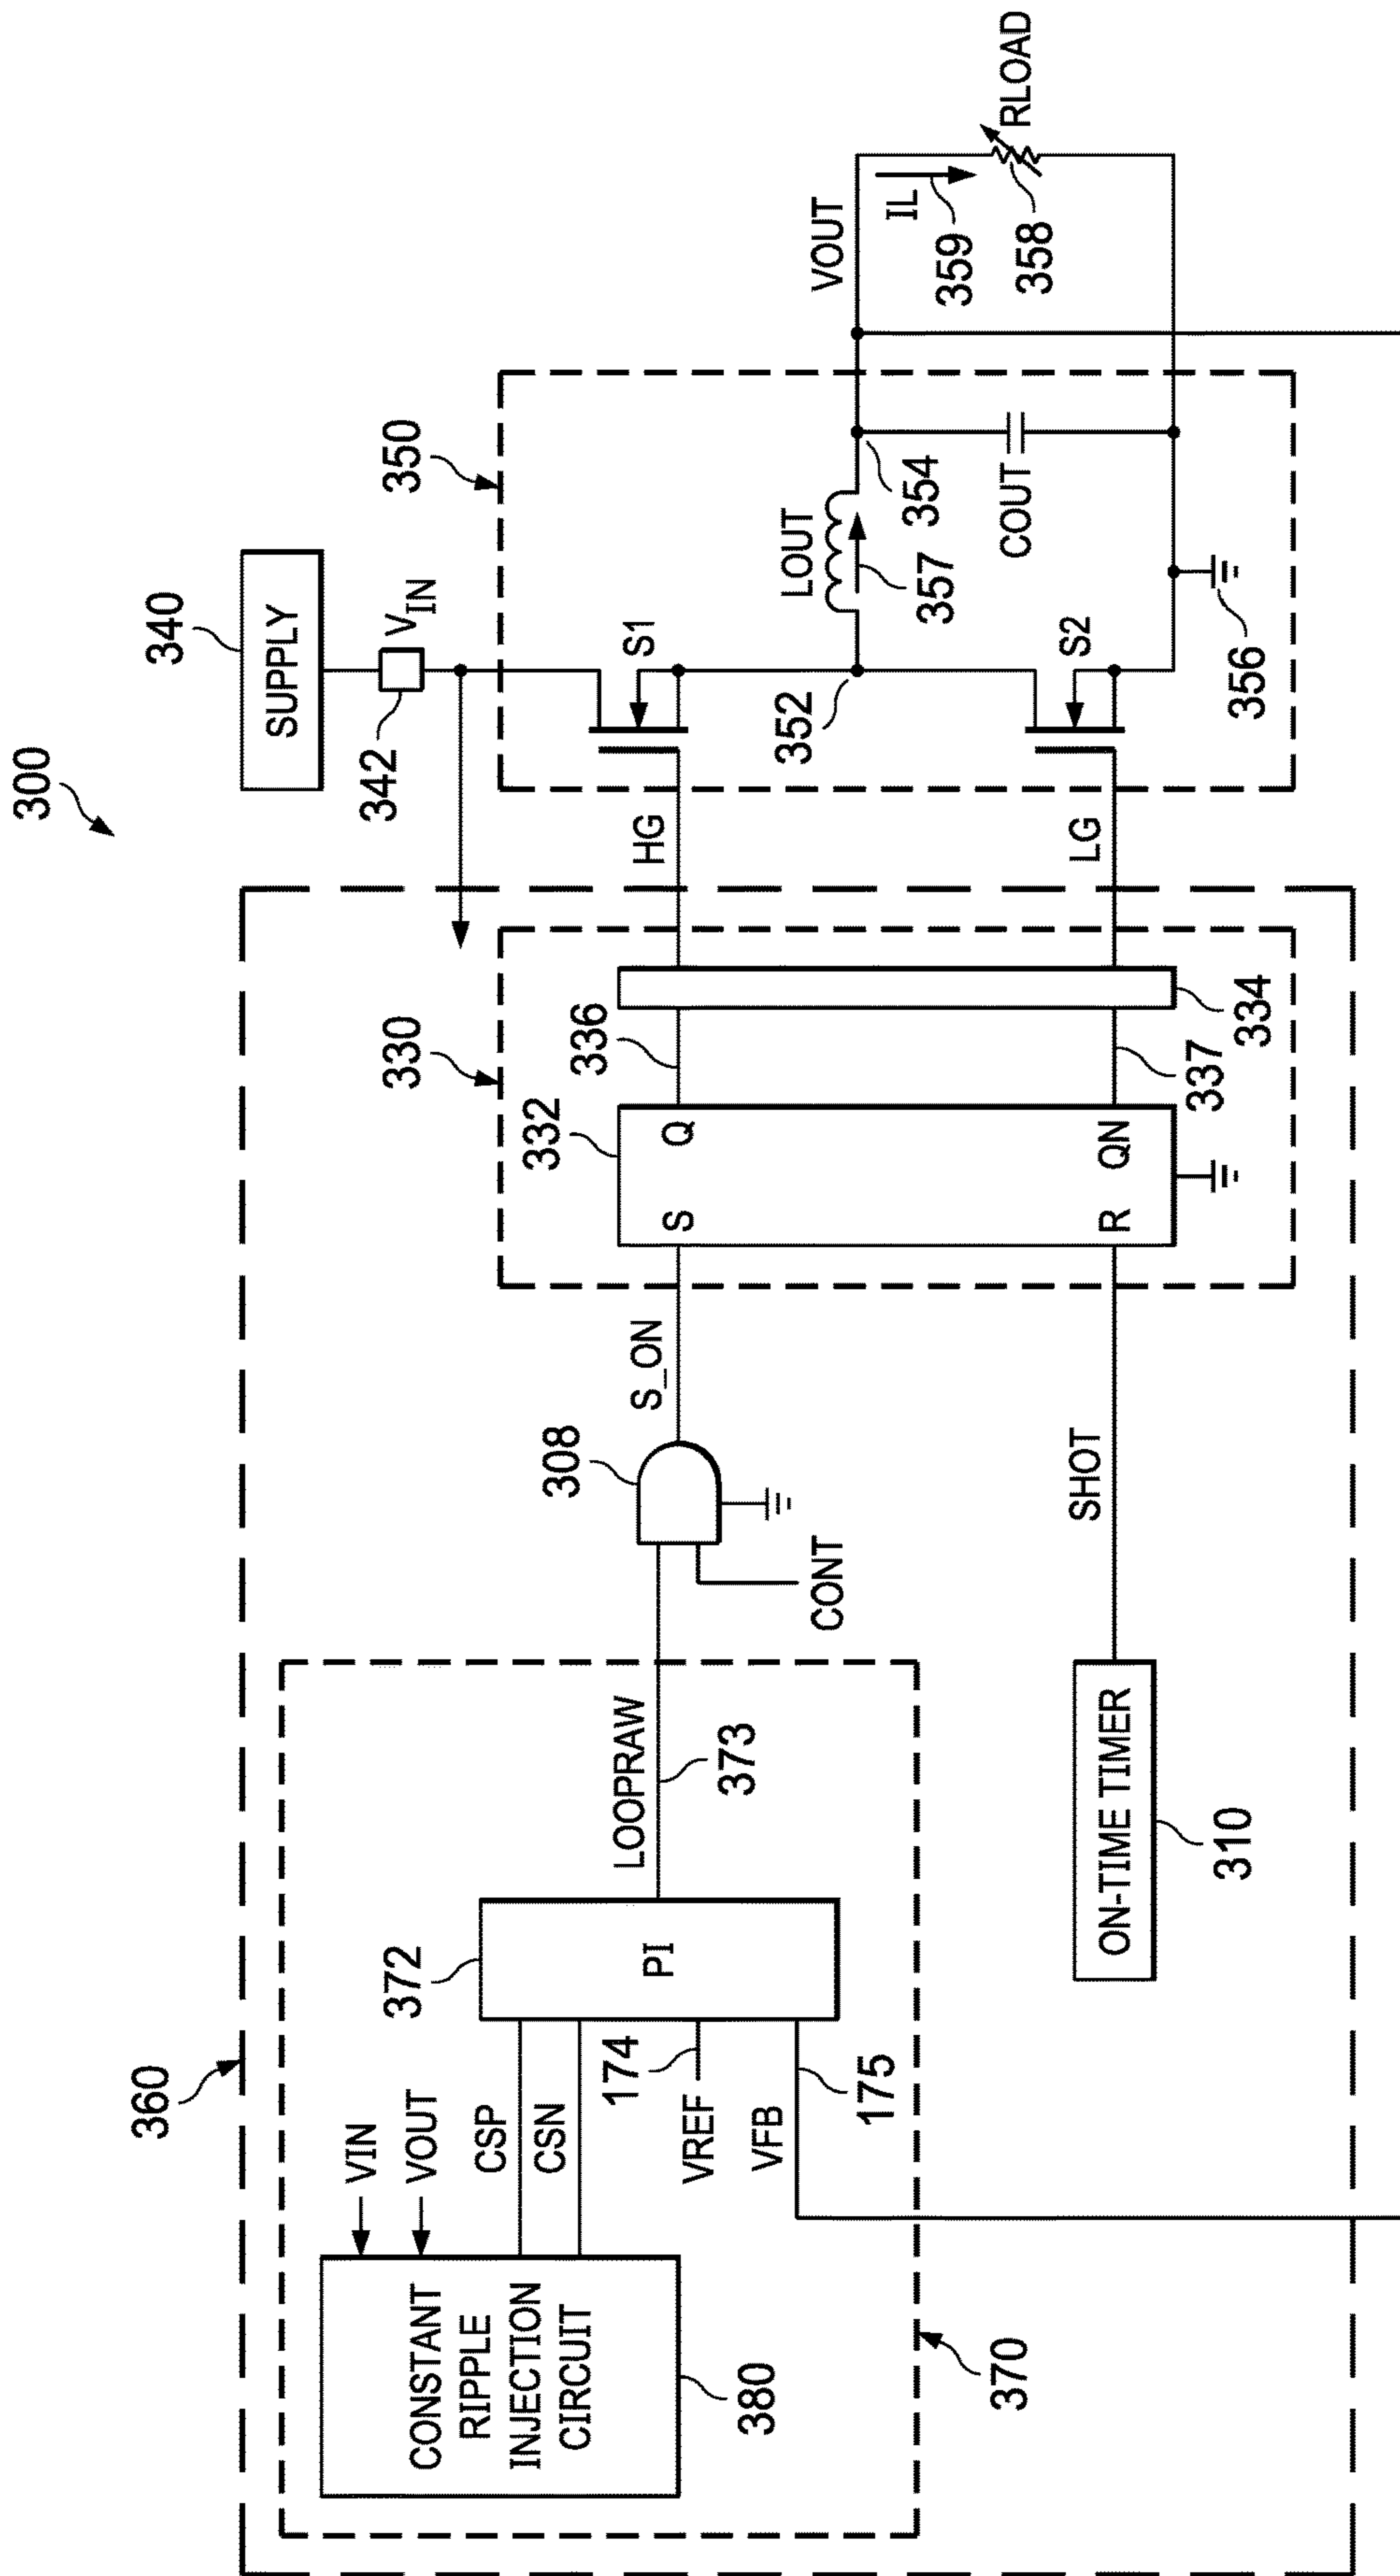 300
360
370
CONSTANT
RIPPLE
INJECTION
CIRCUIT
380
VIN
VOUT
CSP
CSN
174
VREF
VFB
175
372
PI
LOOPRAW
373
308
CONT
S_ON
ON-TIME TIMER
310
SHOT
330
332
S
Q
R
QN
336
337
334
HG
LG
340
SUPPLY
342
VIN
350
S1
352
S2
LOUT
357
354
COUT
356
VOUT
IL
359
358
RLOAD